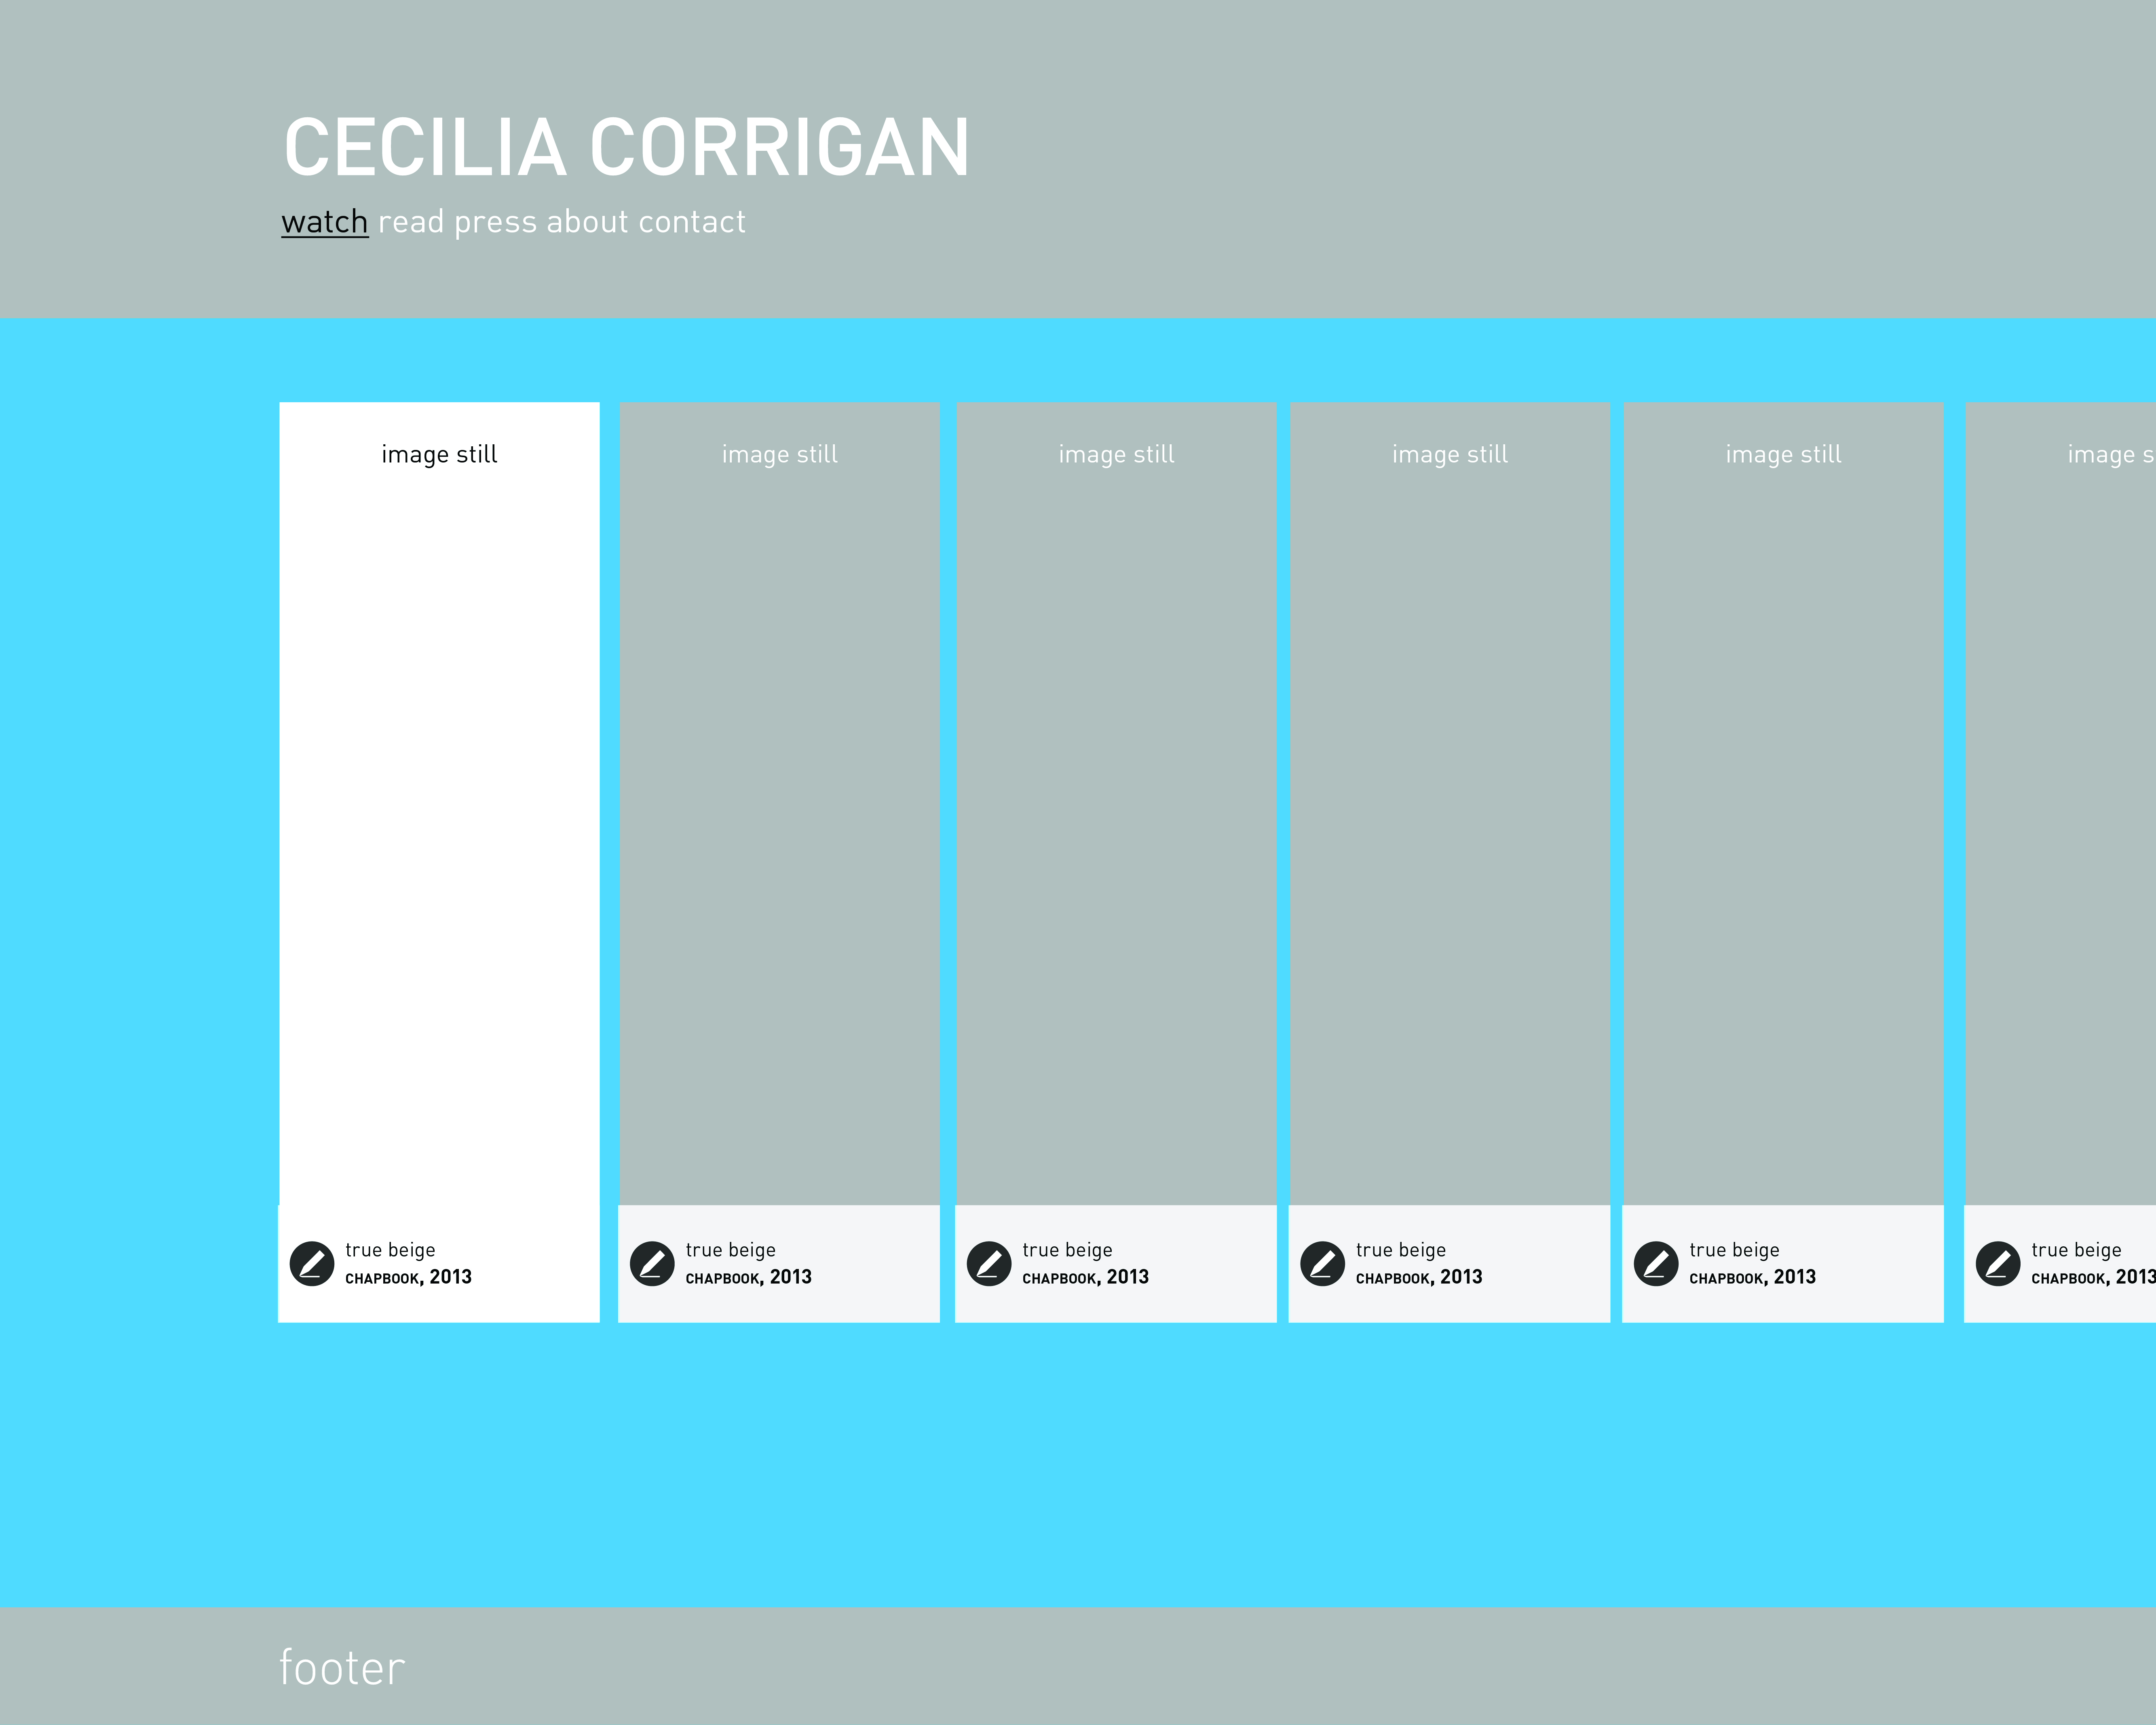 CECILIA CORRIGAN
watch read press about contact
image still
image still
image still
image still
image still
image s
true beige
CHAPBOOK, 2013
true beige
CHAPBOOK, 2013
true beige
CHAPBOOK, 2013
true beige
CHAPBOOK, 2013
true beige
CHAPBOOK, 2013
true beige
CHAPBOOK, 2013
footer